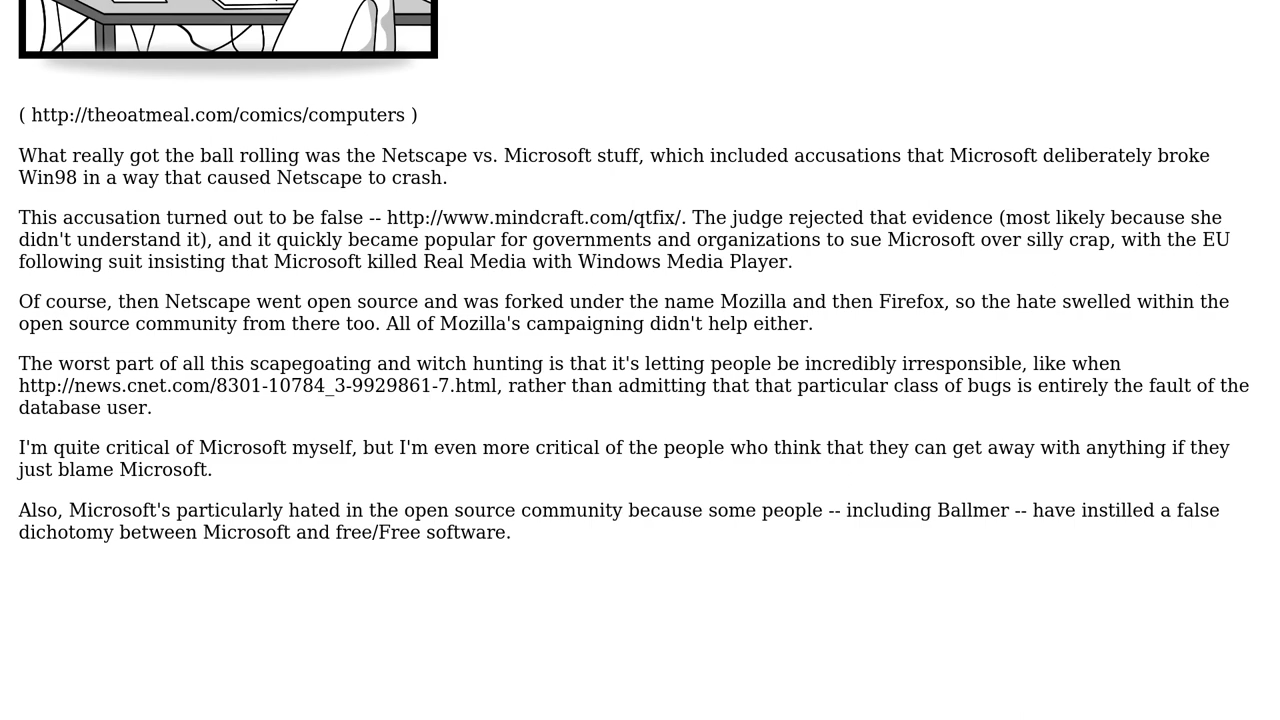 ( http://theoatmeal.com/comics/computers )
What really got the ball rolling was the Netscape vs. Microsoft stuff, which included accusations that Microsoft deliberately broke
Win98 in a way that caused Netscape to crash.
This accusation turned out to be false -- http://www.mindcraft.com/qtfix/. The judge rejected that evidence (most likely because she
didn't understand it), and it quickly became popular for governments and organizations to sue Microsoft over silly crap, with the EU
following suit insisting that Microsoft killed Real Media with Windows Media Player.
Of course, then Netscape went open source and was forked under the name Mozilla and then Firefox, so the hate swelled within the
open source community from there too. All of Mozilla's campaigning didn't help either.
The worst part of all this scapegoating and witch hunting is that it's letting people be incredibly irresponsible, like when
http://news.cnet.com/8301-10784_3-9929861-7.html, rather than admitting that that particular class of bugs is entirely the fault of the
database user.
I'm quite critical of Microsoft myself, but I'm even more critical of the people who think that they can get away with anything if they
just blame Microsoft.
Also, Microsoft's particularly hated in the open source community because some people -- including Ballmer -- have instilled a false
dichotomy between Microsoft and free/Free software.